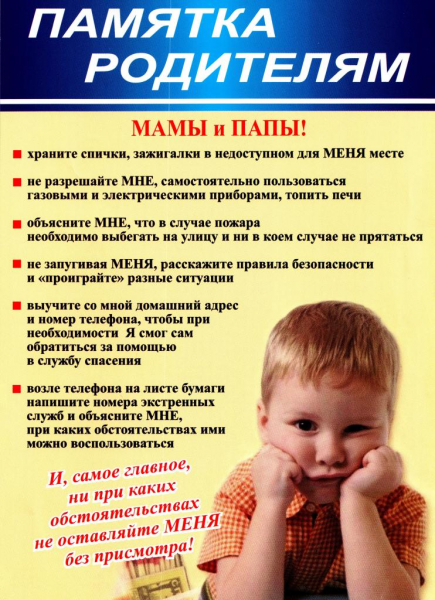 ПАМЯТКА
РОДИТЕЛЯМ
МАМЫ и ПАПЫ!
храните спички, зажигалки в недоступном для МЕНЯ месте
не разрешайте МНЕ, самостоятельно пользоваться
газовыми и электрическими приборами, топить печи
объясните МНЕ, что в случае пожара
необходимо выбегать на улицу и ни в коем случае не прятаться
не запугивая МЕНЯ, расскажите правила безопасности
и «проиграйте» разные ситуации
выучите со мной домашний адрес
и номер телефона, чтобы при
необходимости Я смог сам
обратиться за помощью
в службу спасения
возле телефона на листе бумаги
напишите номера экстренных
служб и объясните МНЕ,
при каких обстоятельствах ими
можно воспользоваться
И, самое главное,
ни при каких
обстоятельствах
не оставляйте МЕНЯ
без присмотра!